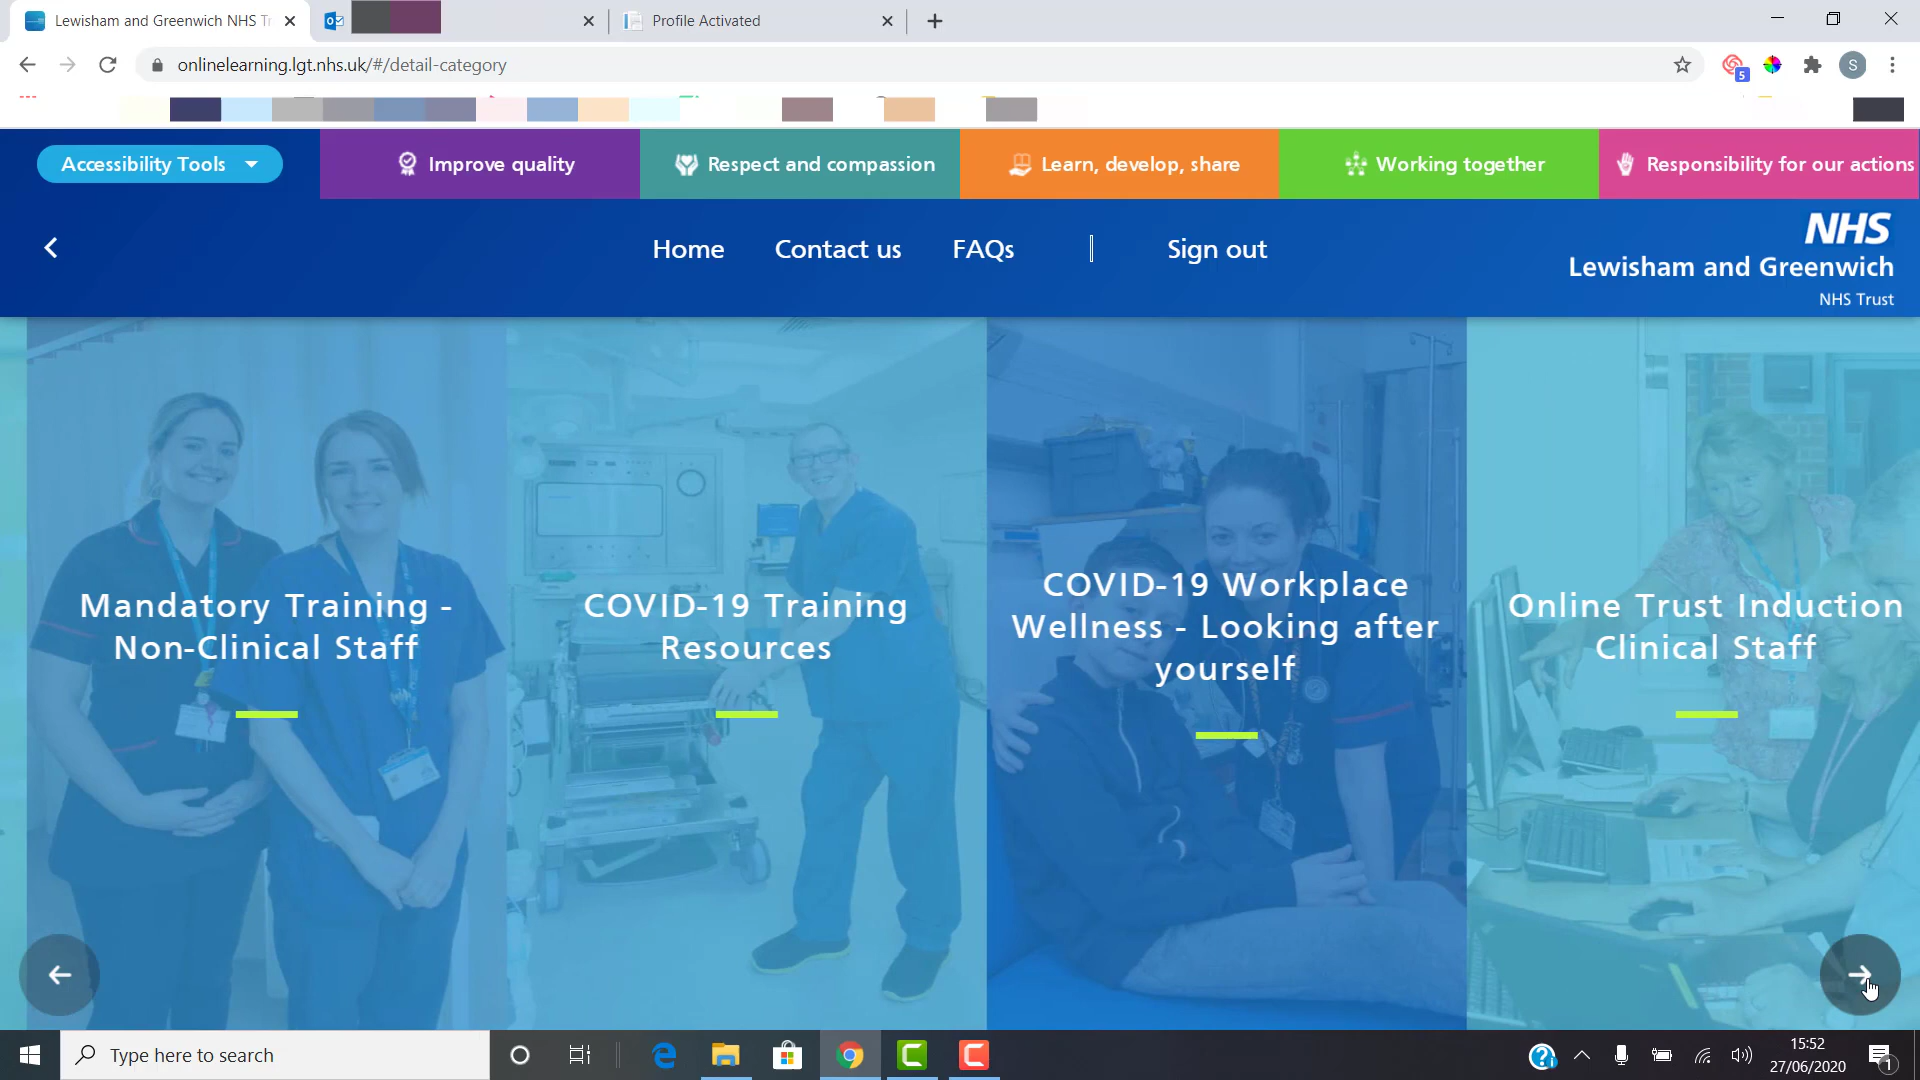 Lewisham and Greenwich NHS Tr
Profile Activated
onlinelearning.lgt.nhs.uk/#/detail-category
S
5
Accessibility Tools
Improve quality
Respect and compassion
Learn, develop, share
Working together
Responsibility for our actions
Home
Contact us
FAQs
Sign out
NHS
Lewisham and Greenwich
NHS Trust
Mandatory Training -
Non-Clinical Staff
COVID-19 Training
Resources
COVID-19 Workplace
Wellness - Looking after
yourself
Online Trust Induction
Clinical Staff
Type here to search
15:52
27/06/2020
1